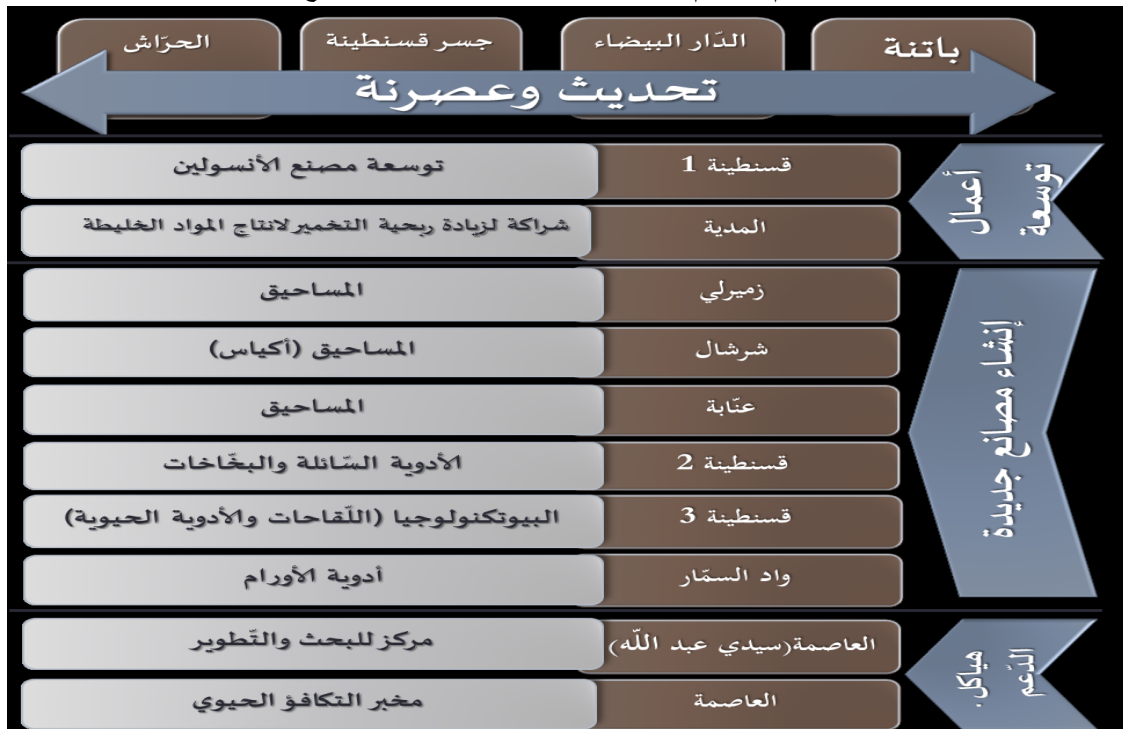 باتنة
الدّار البيضاء
جسر قسنطينة
الحرّاش
تحديث وعصرنة
توسعة أعمال
قسنطينة 1
توسعة مصنع الأنسولين
المدية
شراكة لزيادة ربحية التخمير لانتاج المواد الخليطة
إنشاء مصانع جديدة
زميرلي
المساحيق
شرشال
المساحيق (أكياس)
عنّابة
المساحيق
قسنطينة 2
الأدوية السّائلة والبخّاخات
قسنطينة 3
البيوتكنولوجيا (اللّقاحات والأدوية الحيوية)
واد السمّار
أدوية الأورام
هياكل الدّعم.
العاصمة(سيدي عبد اللّه)
مركز للبحث والتّطوير
العاصمة
مخبر التكافؤ الحيوي